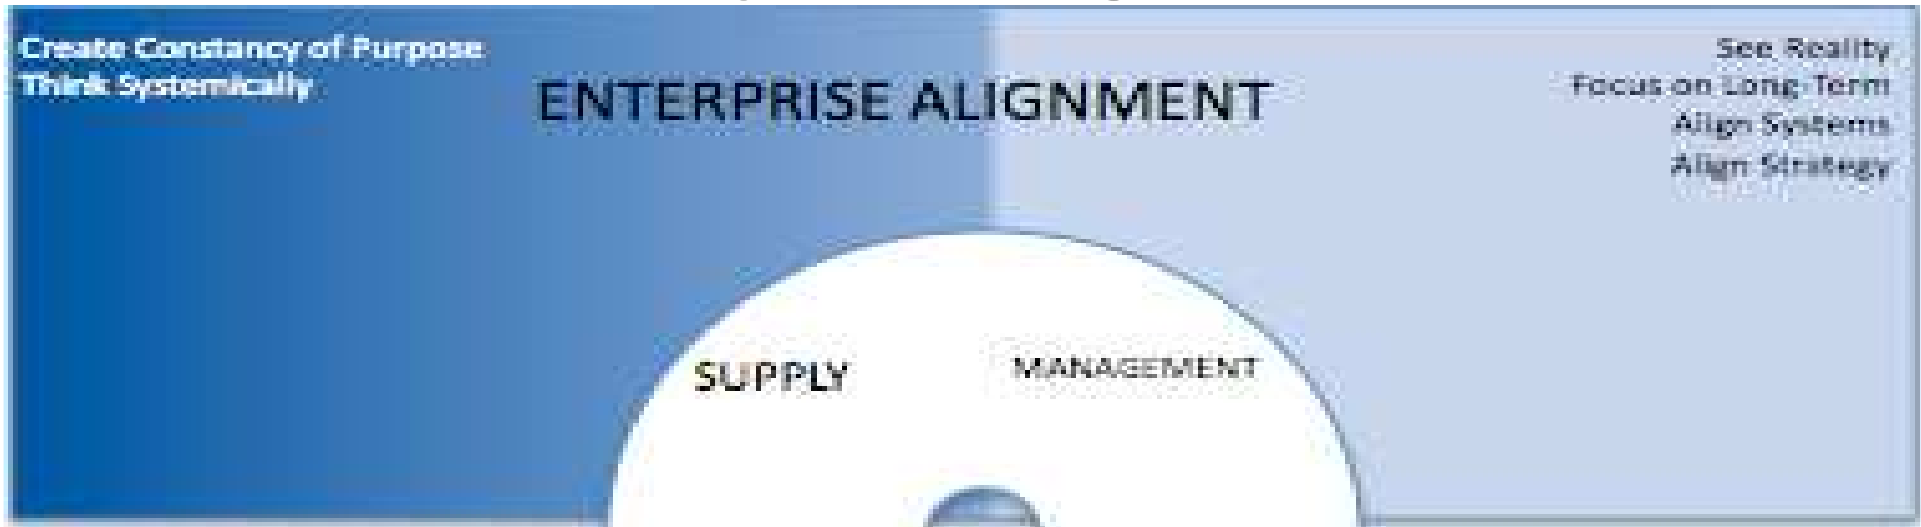 Create Constancy of Purpose
Think Systemically
ENTERPRISE ALIGNMENT
See Reality
Focus on Long-Term
Align Systems
Align Strategy
SUPPLY
MANAGEMENT